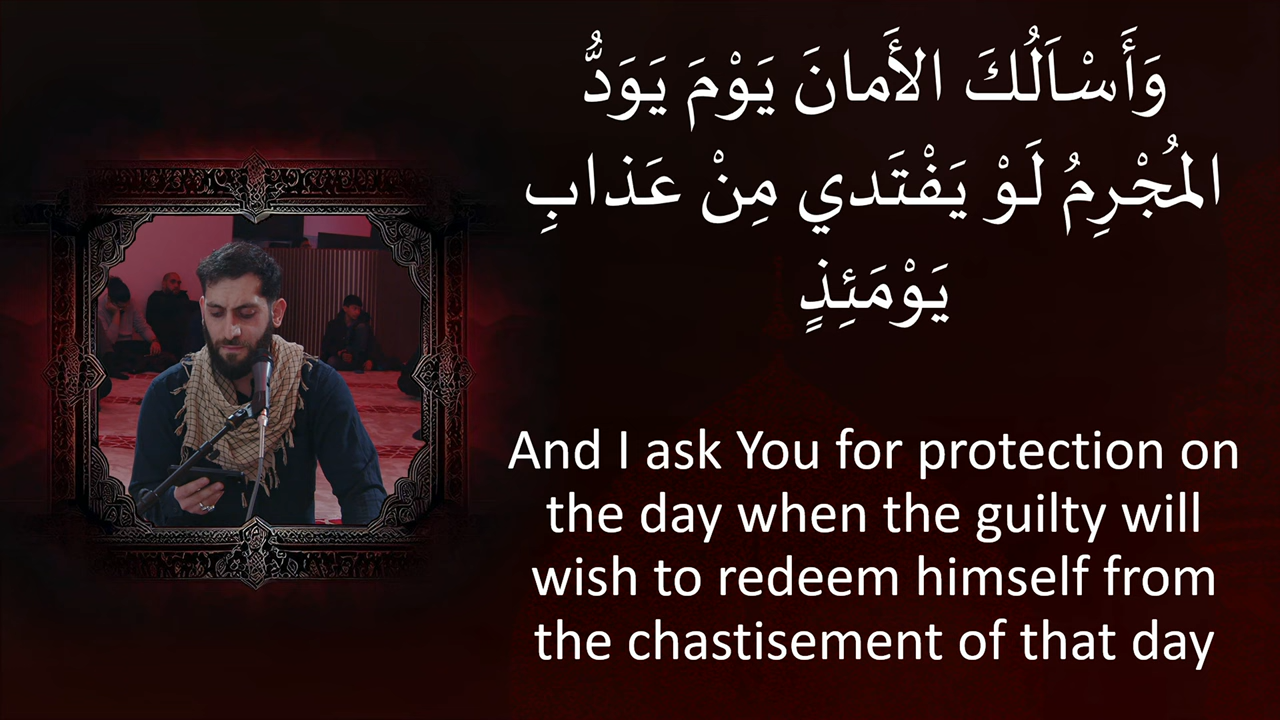 وَأَسْاَلُكَ الأَمانَ يَوْمَ يَوَدُّ
المُجْرِمُ لَوْ يَفْتَدي مِنْ عَذابِ
يَوْمَئِذٍ
And I ask You for protection on
the day when the guilty will
wish to redeem himself from
the chastisement of that day